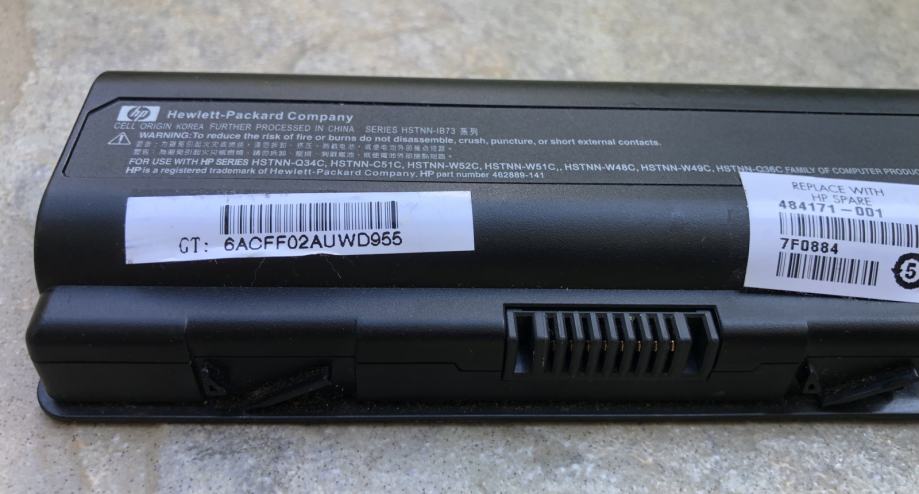 hp Hewlett-Packard Company
CELL ORIGIN KOREA FURTHER PROCESSED IN CHINA SERIES HSTNN-IB73 系列
WARNING: To reduce the risk of fire or burns do not disassemble, crush, puncture, or short external contacts.
FOR USE WITH HP SERIES HSTNN-Q34C, HSTNN-C51C, HSTNN-W52C, HSTNN-W51C, HSTNN-W48C, HSTNN-W49C, HSTNN-Q36C FAMILY OF COMPUTER
HP is a registered trademark of Hewlett-Packard Company. HP part number 462889-141
CT: 6ACFF02AUWD955
REPLACE WITH
HP SPARE
484171-001
7F0884
5